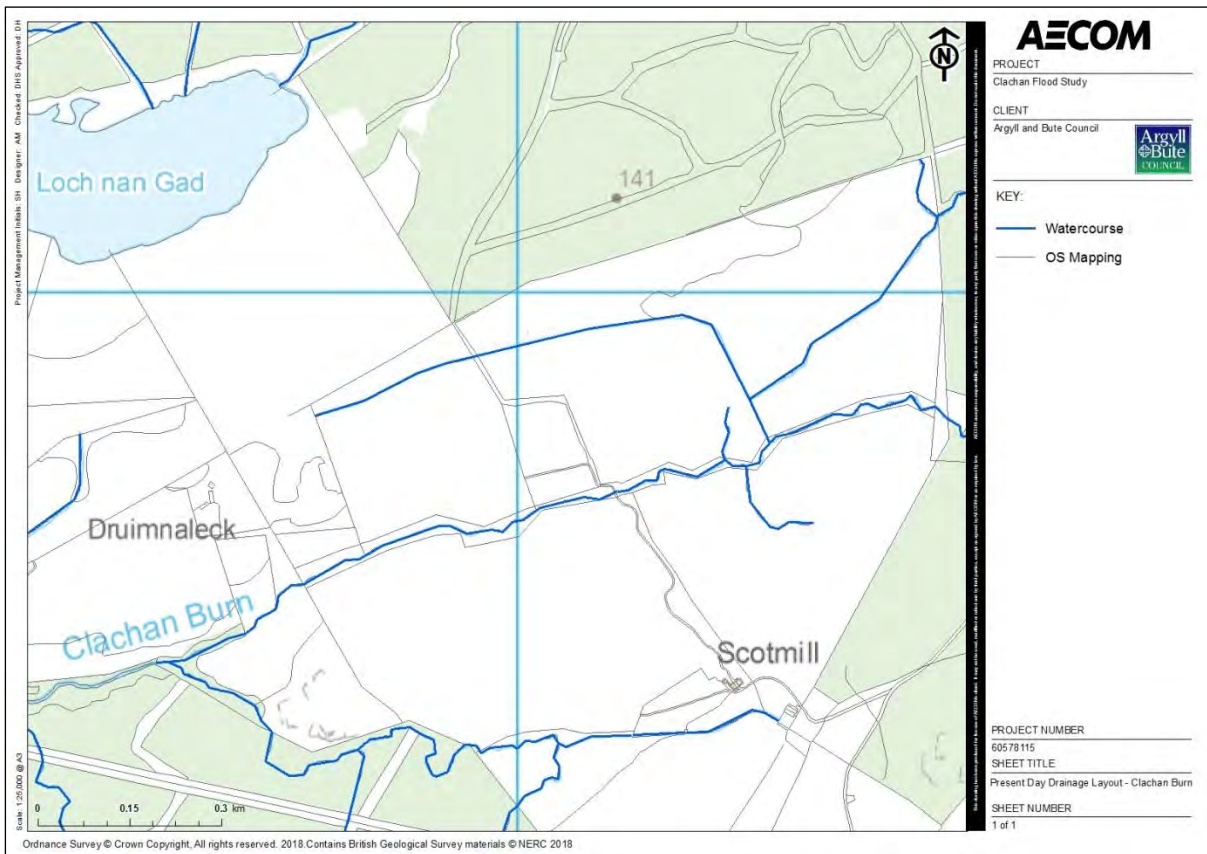 Project Management Initials: SH Designer: AM Checked: DHS Approved: DH
Loch nan Gad
141
Druimnaleck
Clachan Burn
Scotmill
N
Scale: 1:25,000 @ A3
0 0.15 0.3 km
Ordnance Survey © Crown Copyright, All rights reserved. 2018.Contains British Geological Survey materials © NERC 2018
AECOM
PROJECT
Clachan Flood Study
CLIENT
Argyll and Bute Council
Argyll
Bute
COUNCIL
KEY:
Watercourse
OS Mapping
PROJECT NUMBER
60578115
SHEET TITLE
Present Day Drainage Layout - Clachan Burn
SHEET NUMBER
1 of 1